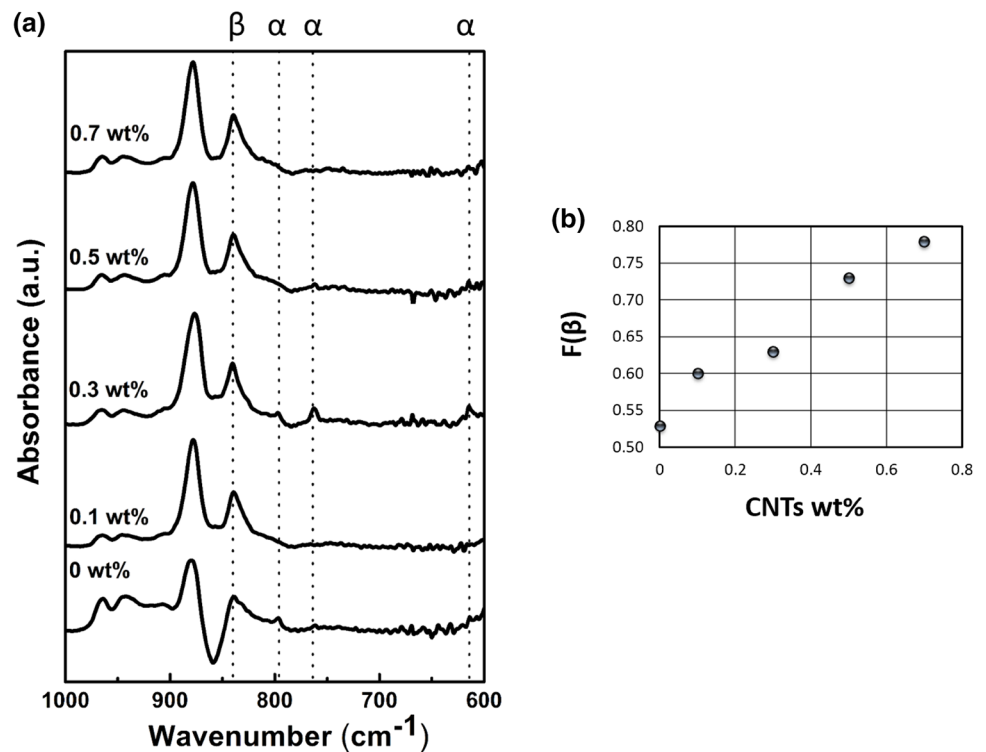 (a)
β α α α
0.7 wt%
0.5 wt%
0.3 wt%
0.1 wt%
0 wt%
Absorbance (a.u.)
1000 900 800 700 600
Wavenumber (cm-1)
(b)
0.80
0.75
0.70
0.65
0.60
0.55
0.50
F(β)
0 0.2 0.4 0.6 0.8
CNTs wt%